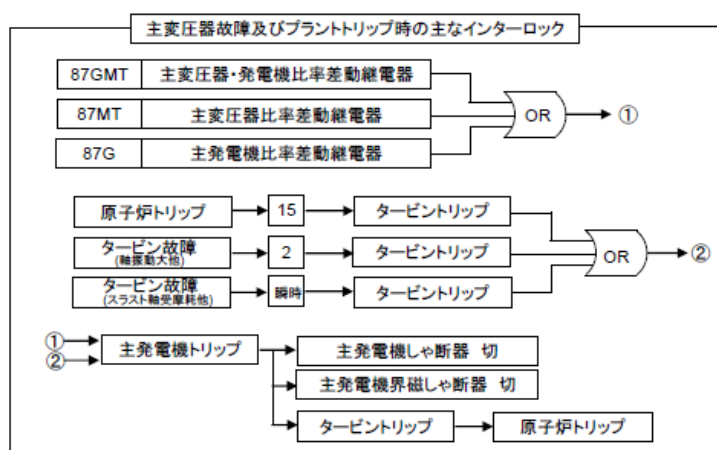 主変圧器故障及びプラントトリップ時の主なインターロック
87GMT 主変圧器・発電機比率差動継電器
87MT 主変圧器比率差動継電器
87G 主発電機比率差動継電器
OR ①
原子炉トリップ 15 タービントリップ
タービン故障
(軸振動大他)
2 タービントリップ
タービン故障
(スラスト軸受摩耗他)
瞬時 タービントリップ
OR ②
①
②
主発電機トリップ
主発電機しゃ断器 切
主発電機界磁しゃ断器 切
タービントリップ 原子炉トリップ